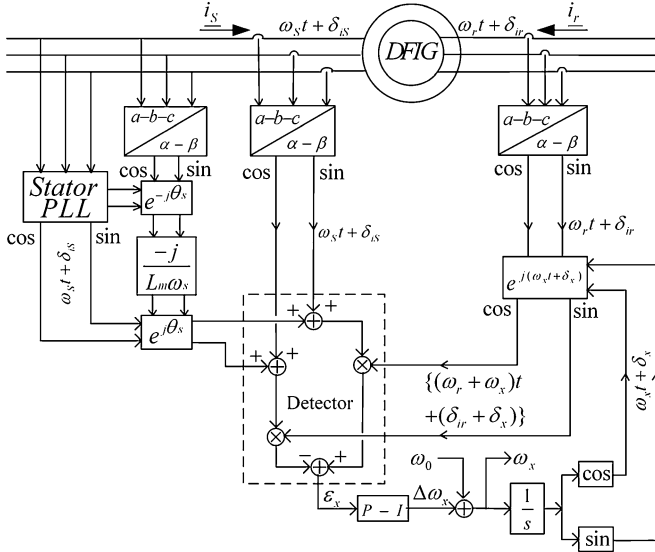 i_S
ω_S t + δ_iS
ω_r t + δ_ir
i_r
DFIG
a-b-c
α - β
a-b-c
α - β
a-b-c
α - β
cos sin
cos sin
cos sin
Stator
PLL
e^{-jθ_s}
cos sin
ω_S t + δ_iS
ω_S t + δ_iS
ω_r t + δ_ir
-j
L_m ω_s
e^{j(ω_x t + δ_x)}
cos sin
e^{jθ_s}
+ +
+ +
{(ω_r + ω_x)t
+(δ_ir + δ_x)}
ω_x t + δ_x
Detector
− +
ω_0
ω_x
ε_x
P - I
Δω_x
1
s
cos
sin